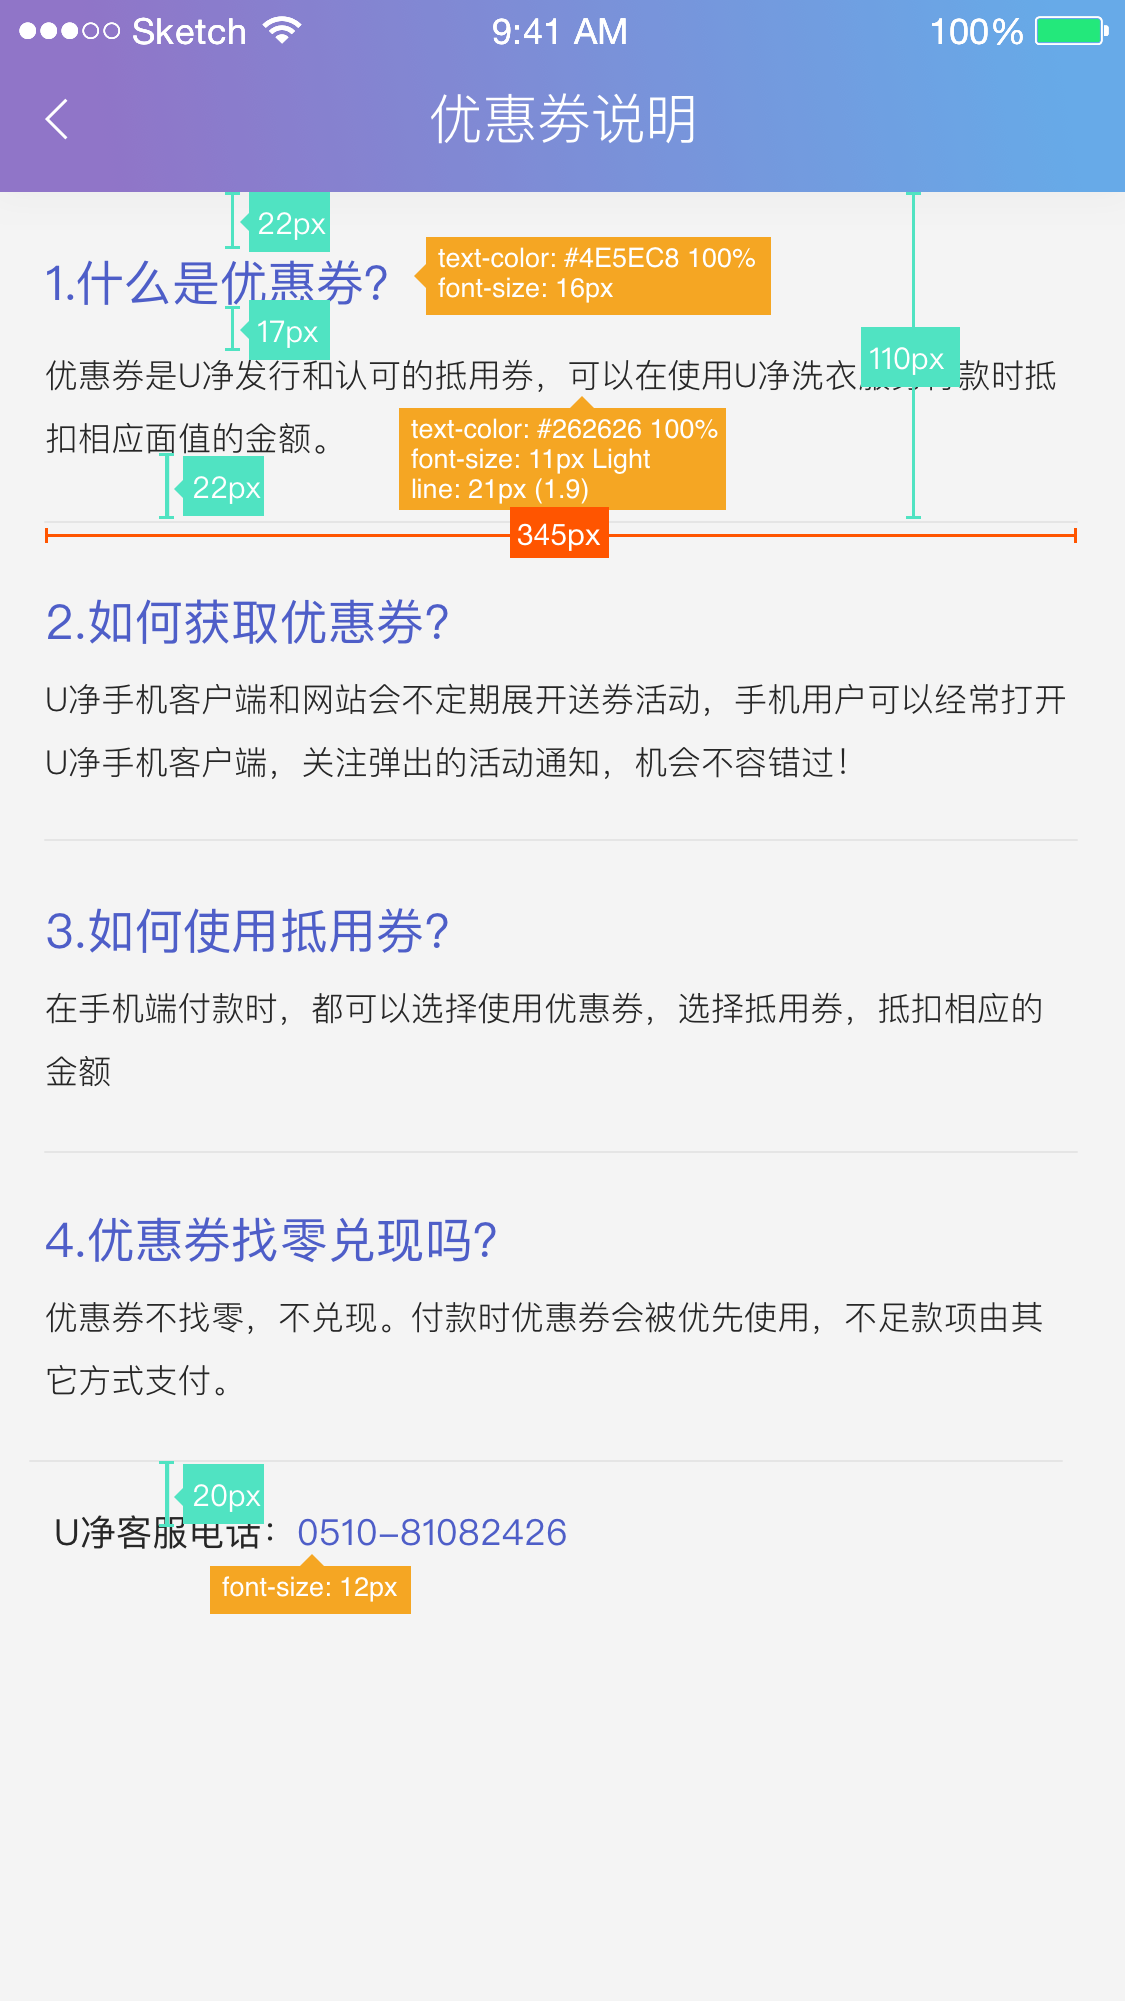 Sketch 9:41 AM 100%
优惠券说明
22px
text-color: #4E5EC8 100%
font-size: 16px
1.什么是优惠券?
17px
110px
优惠券是U净发行和认可的抵用券，可以在使用U净洗衣服务付款时抵
扣相应面值的金额。
text-color: #262626 100%
font-size: 11px Light
line: 21px (1.9)
22px
345px
2.如何获取优惠券?
U净手机客户端和网站会不定期展开送券活动，手机用户可以经常打开
U净手机客户端，关注弹出的活动通知，机会不容错过！
3.如何使用抵用券?
在手机端付款时，都可以选择使用优惠券，选择抵用券，抵扣相应的
金额
4.优惠券找零兑现吗?
优惠券不找零，不兑现。付款时优惠券会被优先使用，不足款项由其
它方式支付。
20px
U净客服电话：0510-81082426
font-size: 12px